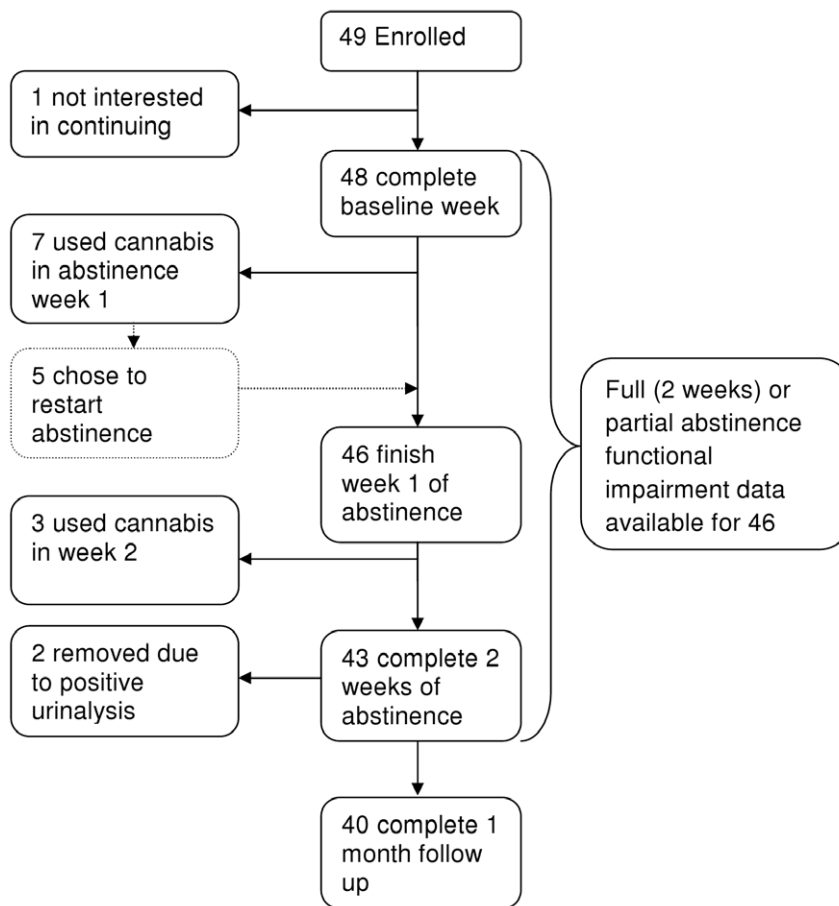 49 Enrolled
1 not interested
in continuing
48 complete
baseline week
7 used cannabis
in abstinence
week 1
5 chose to
restart
abstinence
Full (2 weeks) or
partial abstinence
functional
impairment data
available for 46
46 finish
week 1 of
abstinence
3 used cannabis
in week 2
43 complete 2
weeks of
abstinence
2 removed due
to positive
urinalysis
40 complete 1
month follow
up